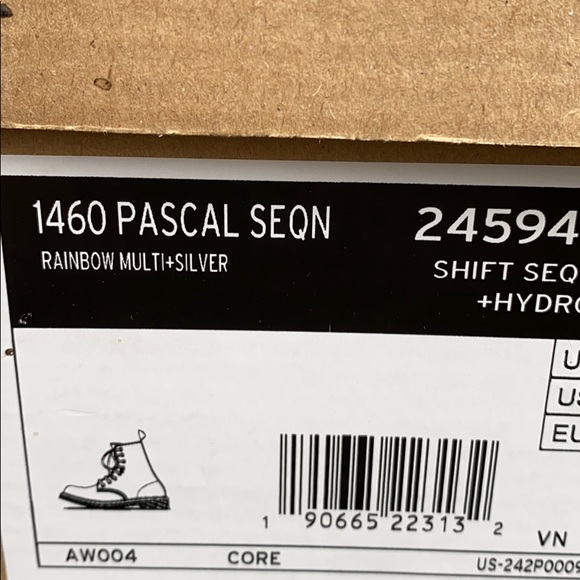 1460 PASCAL SEQN
RAINBOW MULTI+SILVER
24594
SHIFT SEQ
+HYDRO
U
US
EU
1 90665 22313 2
VN
AW004 CORE US-242P0009